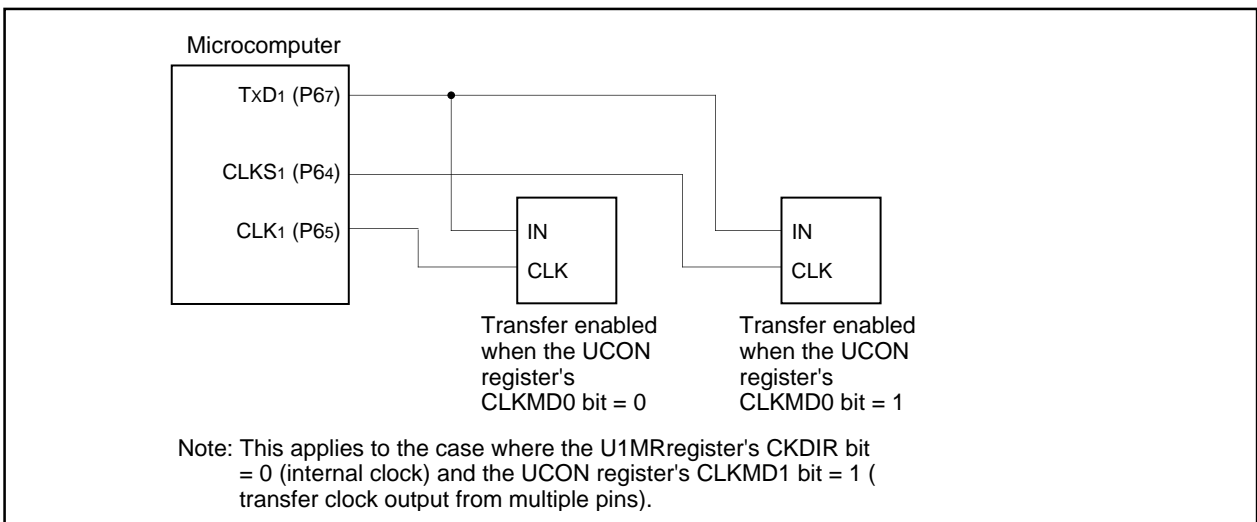 Microcomputer
TXD1 (P67)
CLKS1 (P64)
CLK1 (P65)
IN
CLK
IN
CLK
Transfer enabled
when the UCON
register's
CLKMD0 bit = 0
Transfer enabled
when the UCON
register's
CLKMD0 bit = 1
Note: This applies to the case where the U1MRregister's CKDIR bit
= 0 (internal clock) and the UCON register's CLKMD1 bit = 1 (
transfer clock output from multiple pins).